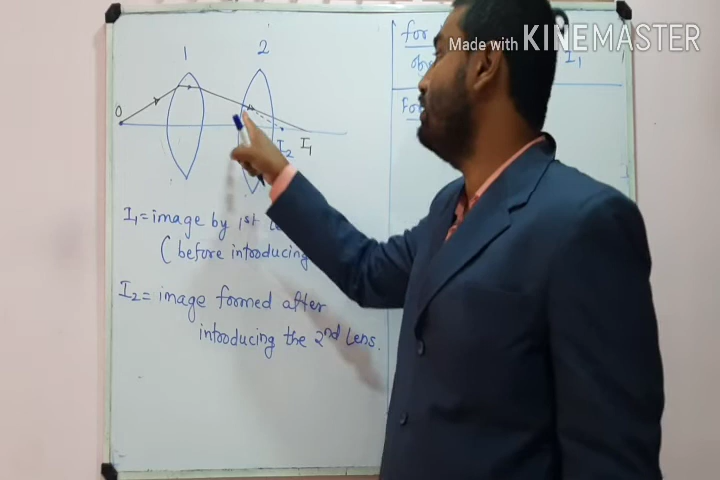 Made with KINEMASTER
1 2
O
I2 I1
I1 = image by 1st
( before introducing
I2 = image formed after
introducing the 2nd Lens.
for
I1
For